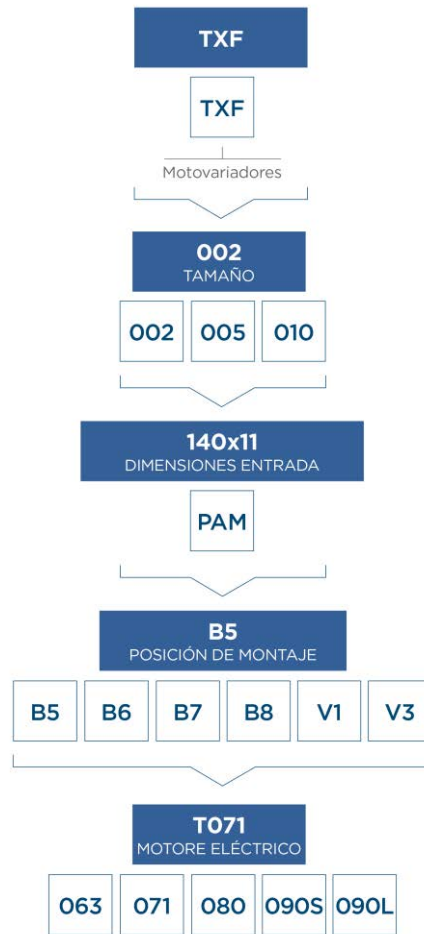 TXF
TXF
Motovariadores
002
TAMAÑO
002 005 010
140x11
DIMENSIONES ENTRADA
PAM
B5
POSICIÓN DE MONTAJE
B5 B6 B7 B8 V1 V3
T071
MOTORE ELÉCTRICO
063 071 080 090S 090L